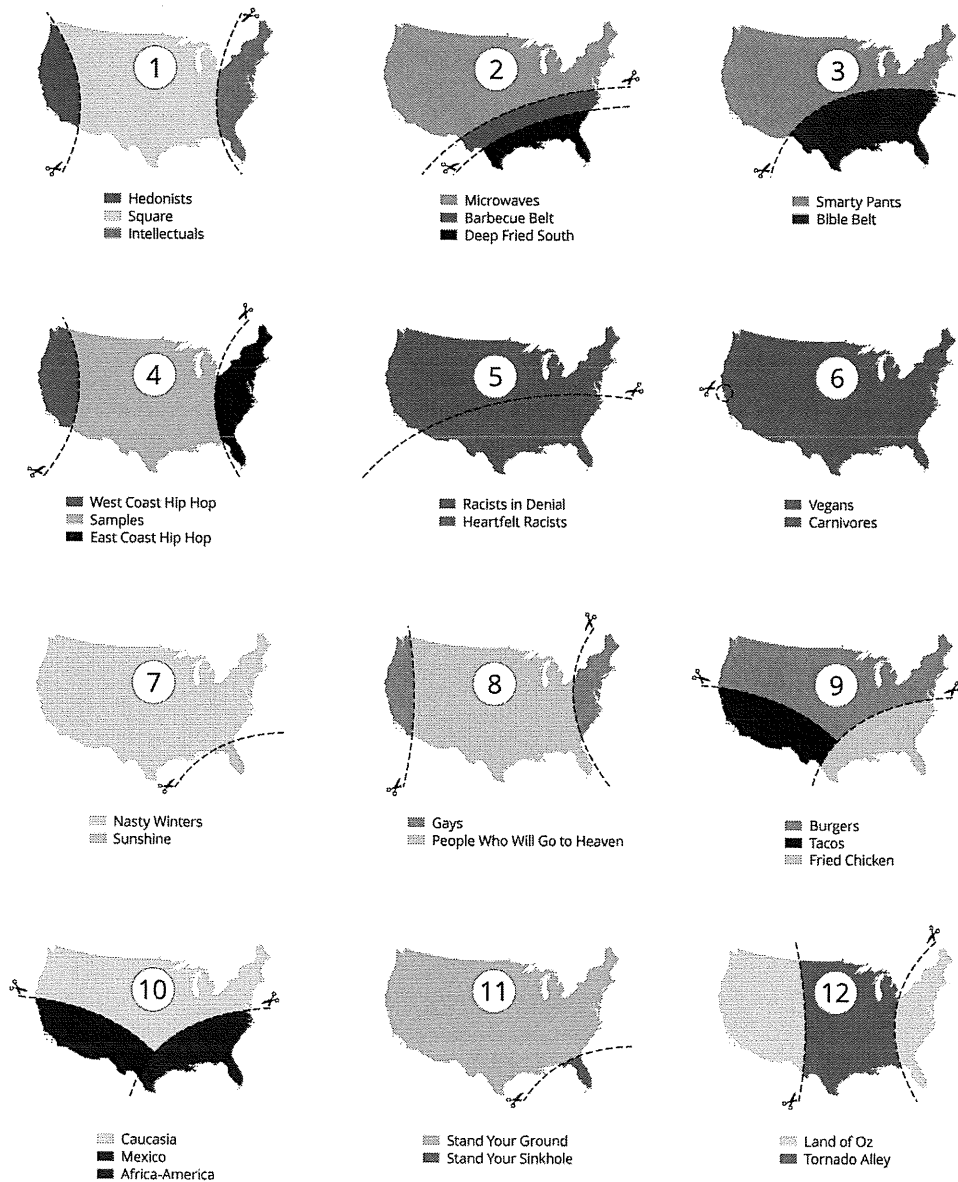 1
Hedonists
Square
Intellectuals
2
Microwaves
Barbecue Belt
Deep Fried South
3
Smarty Pants
Bible Belt
4
West Coast Hip Hop
Samples
East Coast Hip Hop
5
Racists in Denial
Heartfelt Racists
6
Vegans
Carnivores
7
Nasty Winters
Sunshine
8
Gays
People Who Will Go to Heaven
9
Burgers
Tacos
Fried Chicken
10
Caucasia
Mexico
Africa-America
11
Stand Your Ground
Stand Your Sinkhole
12
Land of Oz
Tornado Alley